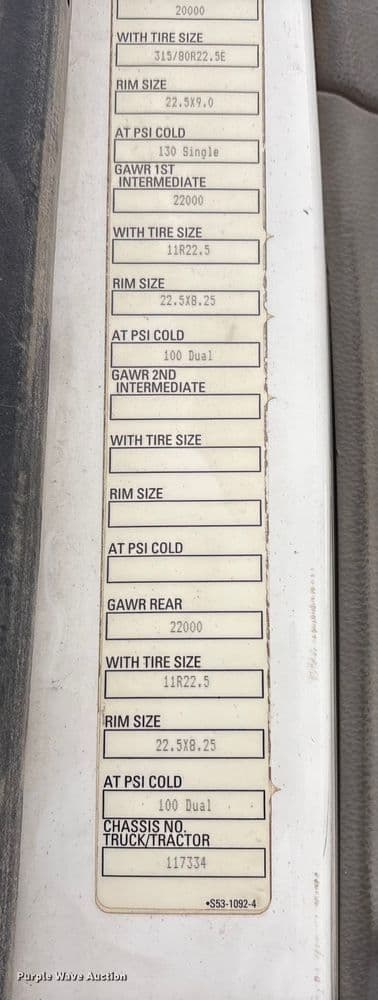 20000
WITH TIRE SIZE
315/80R22.5E
RIM SIZE
22.5X9.0
AT PSI COLD
130 Single
GAWR 1ST
INTERMEDIATE
22000
WITH TIRE SIZE
11R22.5
RIM SIZE
22.5X8.25
AT PSI COLD
100 Dual
GAWR 2ND
INTERMEDIATE
WITH TIRE SIZE
RIM SIZE
AT PSI COLD
GAWR REAR
22000
WITH TIRE SIZE
11R22.5
RIM SIZE
22.5X8.25
AT PSI COLD
100 Dual
CHASSIS NO.
TRUCK/TRACTOR
117334
•S53-1092-4
Purple Wave Auction